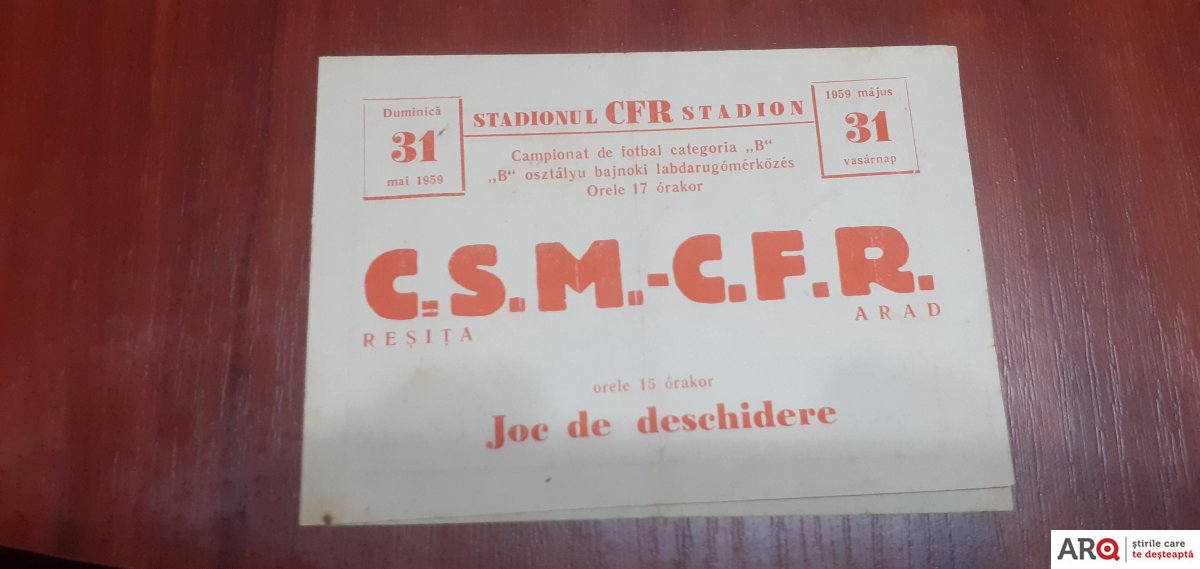 Duminică
31
mai 1959
STADIONUL CFR STADION
1959 május
31
vasárnap
Campionat de fotbal categoria „B“
„B“ osztályu bajnoki labdarugómérkőzés
Orele 17 órakor
C.S.M.-C.F.R.
REȘIȚA
ARAD
orele 15 órakor
Joc de deschidere
ARQ
știrile care
te deșteaptă